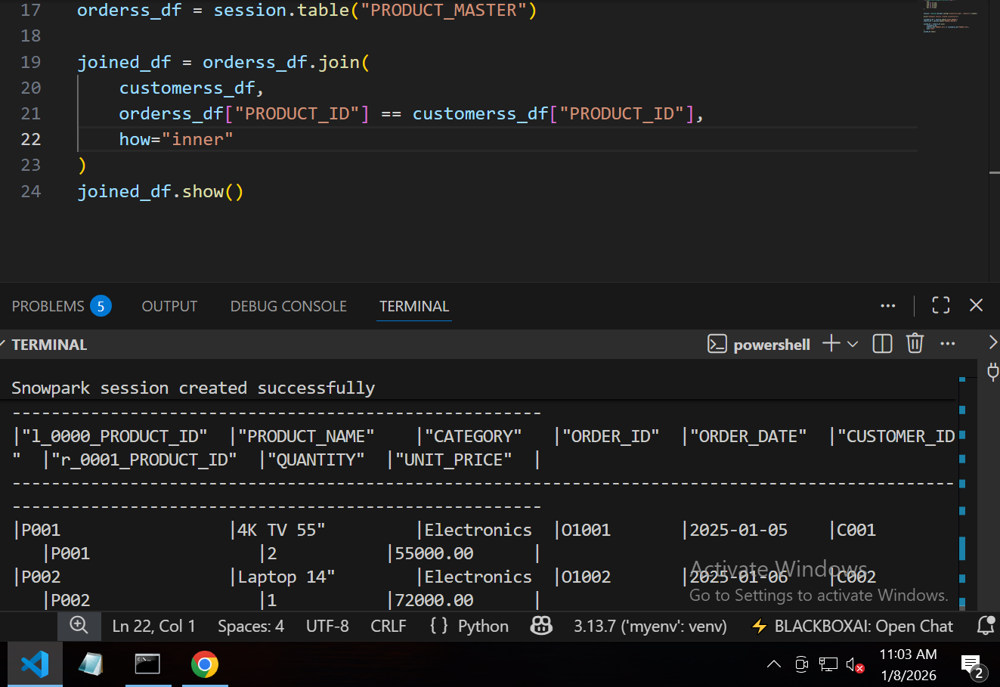 17 orderss_df = session.table("PRODUCT_MASTER")
18
19 joined_df = orderss_df.join(
20 customerss_df,
21 orderss_df["PRODUCT_ID"] == customerss_df["PRODUCT_ID"],
22 how="inner"
23 )
24 joined_df.show()
PROBLEMS 5 OUTPUT DEBUG CONSOLE TERMINAL
TERMINAL powershell
Snowpark session created successfully
------------------------------------------------------
|"l_0000_PRODUCT_ID" |"PRODUCT_NAME" |"CATEGORY" |"ORDER_ID" |"ORDER_DATE" |"CUSTOMER_ID
" |"r_0001_PRODUCT_ID" |"QUANTITY" |"UNIT_PRICE" |
------------------------------------------------------------------------------------------------
------------------------------------------------------
|P001 |4K TV 55" |Electronics |O1001 |2025-01-05 |C001
|P001 |2 |55000.00 |
|P002 |Laptop 14" |Electronics |O1002 |2025-01-06 |C002
|P002 |1 |72000.00 |
Activate Windows
Go to Settings to activate Windows.
Ln 22, Col 1 Spaces: 4 UTF-8 CRLF {} Python 3.13.7 ('myenv': venv) BLACKBOXAI: Open Chat
11:03 AM
1/8/2026
2